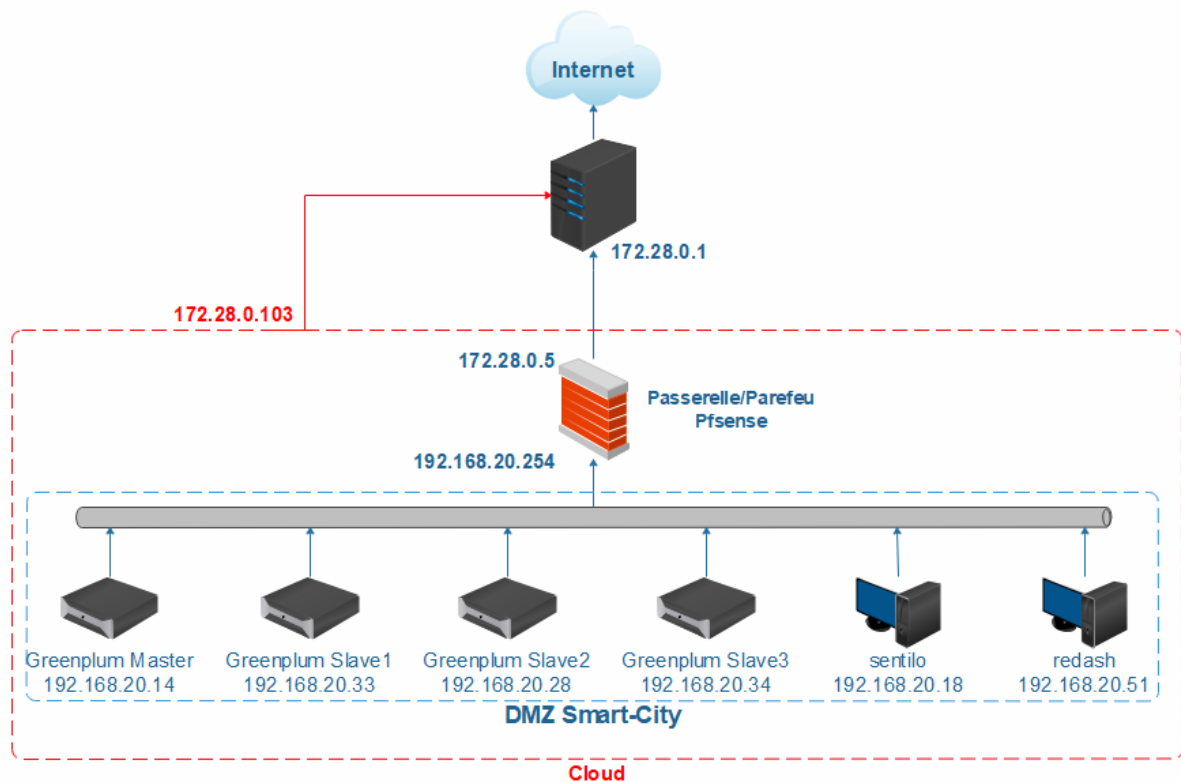 Internet
172.28.0.1
172.28.0.103
172.28.0.5
Passerelle/Parefeu
Pfsense
192.168.20.254
Greenplum Master
192.168.20.14
Greenplum Slave1
192.168.20.33
Greenplum Slave2
192.168.20.28
Greenplum Slave3
192.168.20.34
sentilo
192.168.20.18
redash
192.168.20.51
DMZ Smart-City
Cloud